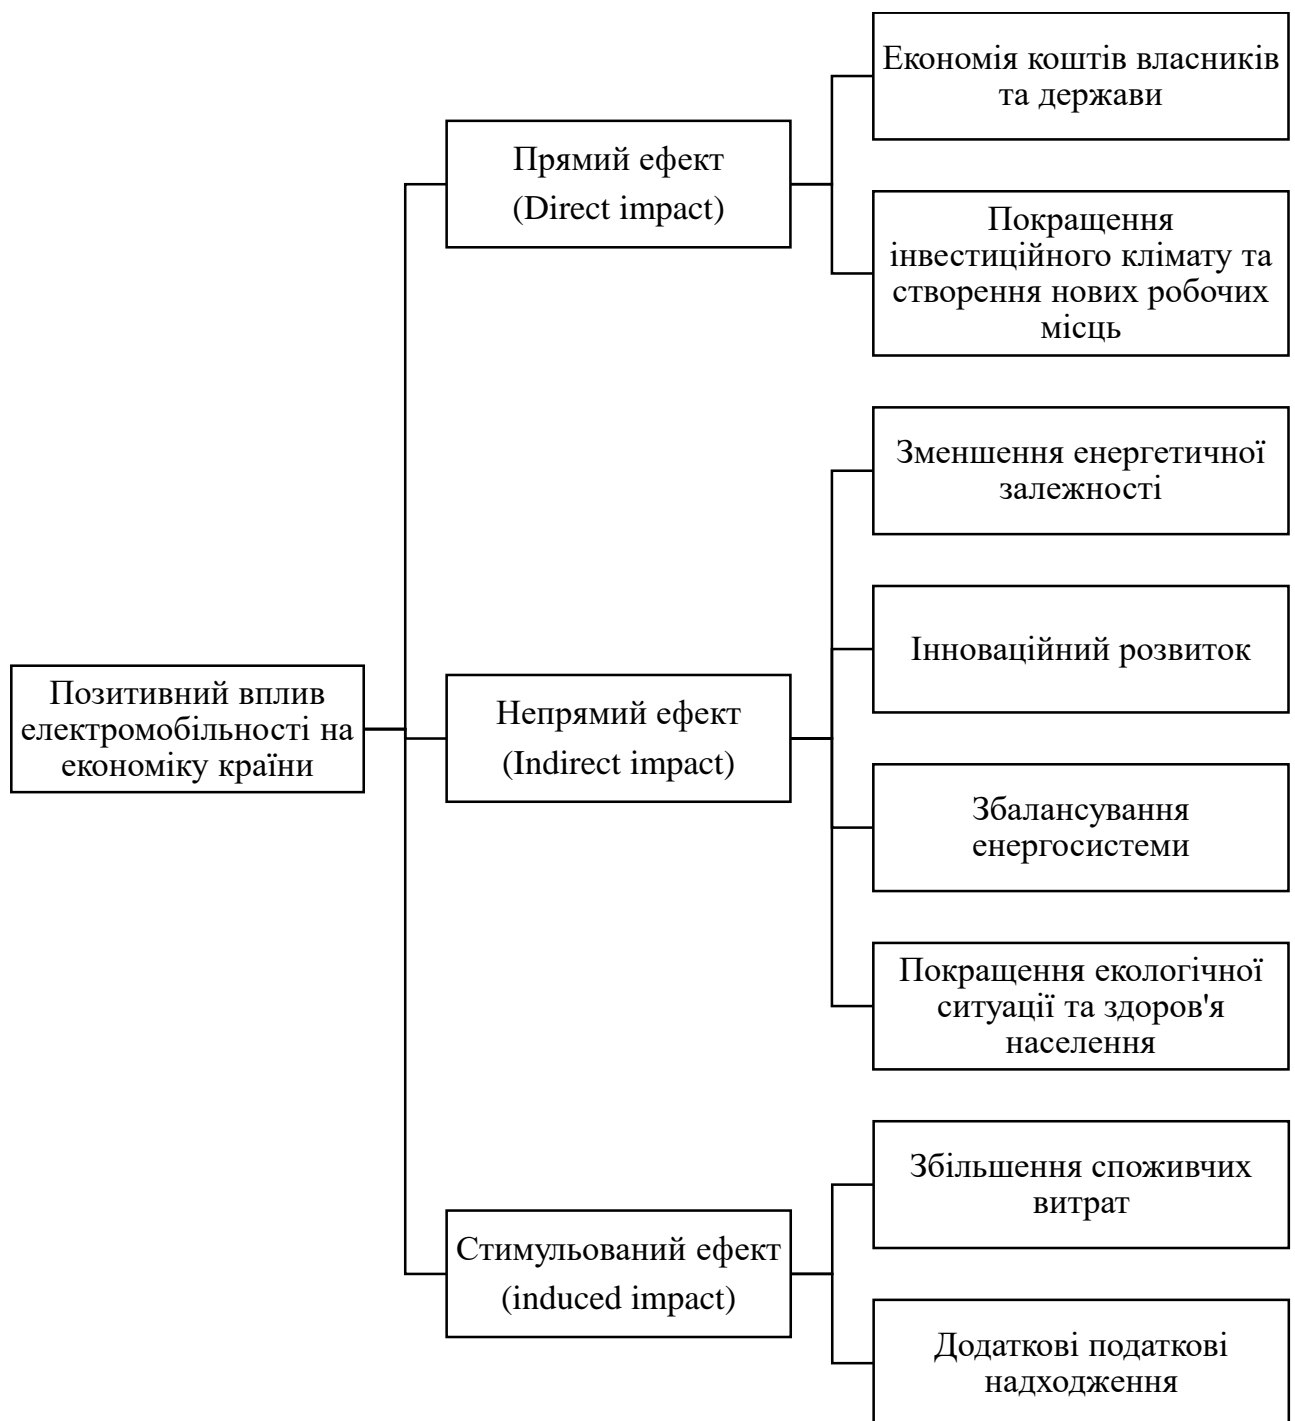 Позитивний вплив
електромобільності на
економіку країни
Прямий ефект
(Direct impact)
Економія коштів власників
та держави
Покращення
інвестиційного клімату та
створення нових робочих
місць
Непрямий ефект
(Indirect impact)
Зменшення енергетичної
залежності
Інноваційний розвиток
Збалансування
енергосистеми
Покращення екологічної
ситуації та здоров'я
населення
Стимульований ефект
(induced impact)
Збільшення споживчих
витрат
Додаткові податкові
надходження